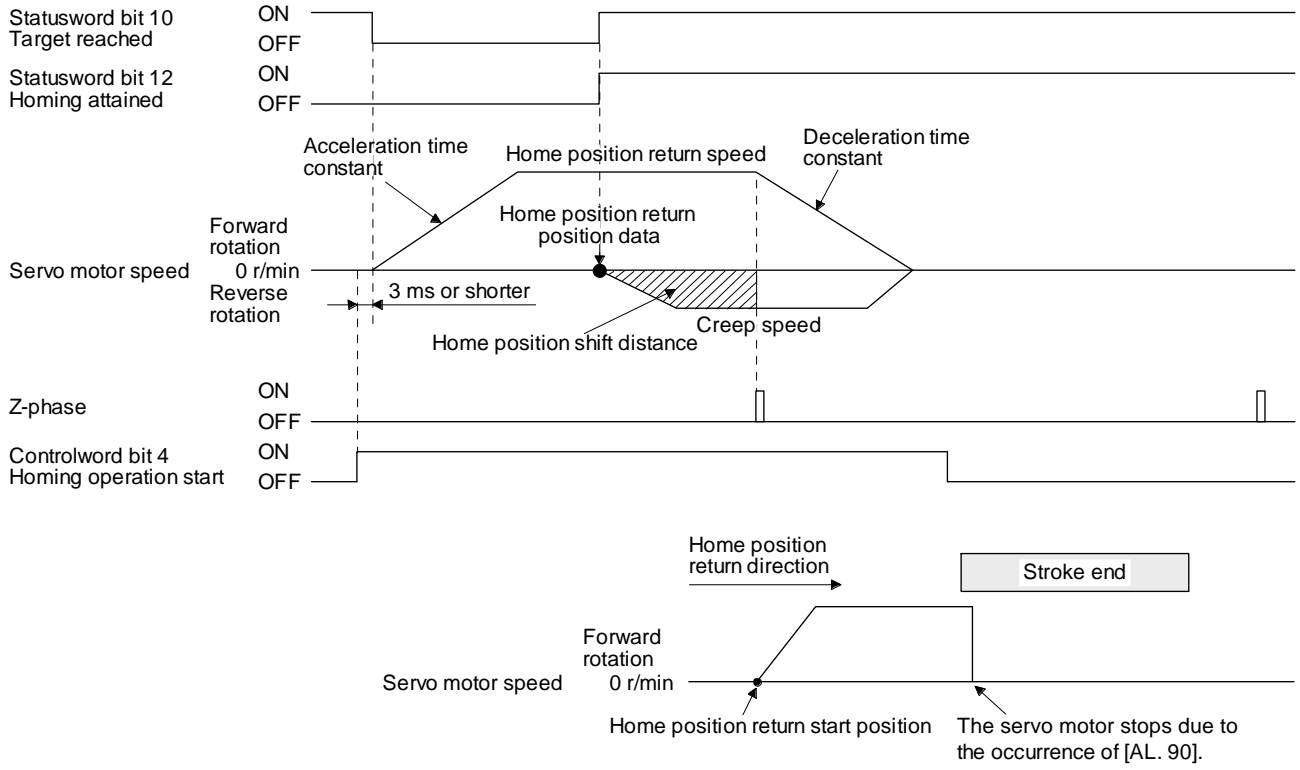 Statusword bit 10
Target reached
ON
OFF
Statusword bit 12
Homing attained
ON
OFF
Acceleration time
constant
Home position return speed
Deceleration time
constant
Home position return
position data
Forward
rotation
Servo motor speed
0 r/min
Reverse
rotation
3 ms or shorter
Creep speed
Home position shift distance
Z-phase
ON
OFF
Controlword bit 4
Homing operation start
ON
OFF
Home position
return direction
Stroke end
Forward
rotation
Servo motor speed
0 r/min
Home position return start position
The servo motor stops due to
the occurrence of [AL. 90].